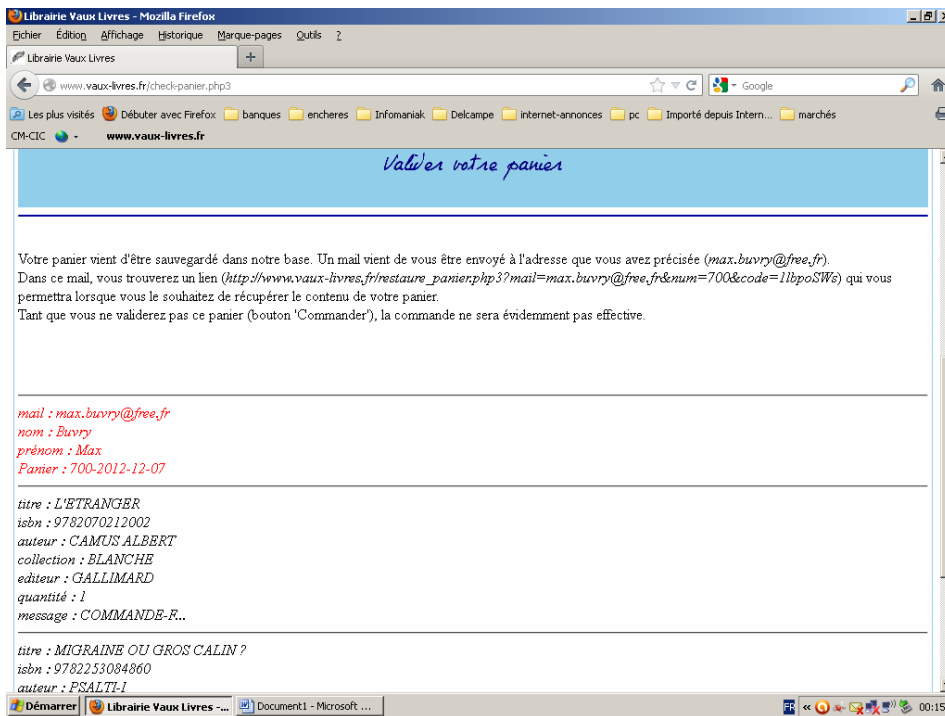 Librairie Vaux Livres - Mozilla Firefox
Fichier Édition Affichage Historique Marque-pages Outils ?
Librairie Vaux Livres +
www.vaux-livres.fr/check-panier.php3 Google
Les plus visités Débuter avec Firefox banques encheres Infomaniak Delcampe internet-annonces pc Importé depuis Intern... marchés
CM-CIC www.vaux-livres.fr
Valider votre panier
Votre panier vient d'être sauvegardé dans notre base. Un mail vient de vous être envoyé à l'adresse que vous avez précisée (max.buvry@free.fr).
Dans ce mail, vous trouverez un lien (http://www.vaux-livres.fr/restaure_panier.php3?mail=max.buvry@free.fr&num=700&code=1lbpoSWs) qui vous
permettra lorsque vous le souhaitez de récupérer le contenu de votre panier.
Tant que vous ne validerez pas ce panier (bouton 'Commander'), la commande ne sera évidemment pas effective.
mail : max.buvry@free.fr
nom : Buvry
prénom : Max
Panier : 700-2012-12-07
titre : L'ETRANGER
isbn : 9782070212002
auteur : CAMUS ALBERT
collection : BLANCHE
editeur : GALLIMARD
quantité : 1
message : COMMANDE-F...
titre : MIGRAINE OU GROS CALIN ?
isbn : 9782253084860
auteur : PSALTI-I
Démarrer Librairie Vaux Livres -... Document1 - Microsoft ... FR « 00:15